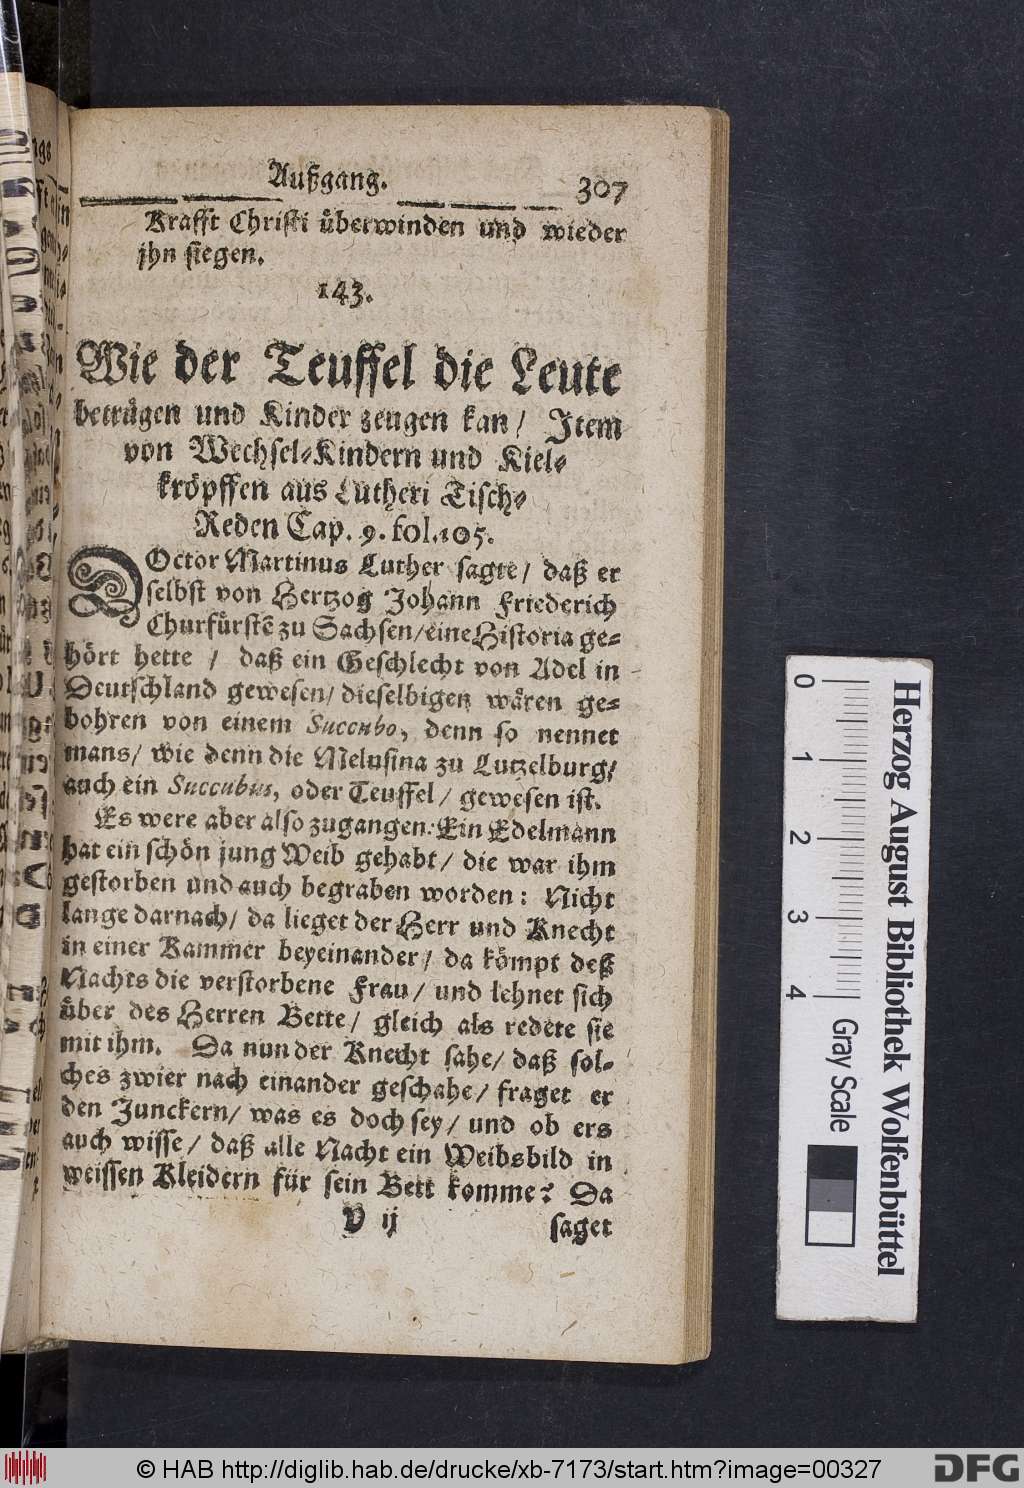 Außgang. 307
Krafft Christi überwinden und wieder
jhn siegen.
143.
Wie der Teuffel die Leute
betrügen und Kinder zeugen kan / Item
von Wechsel-Kindern und Kiel-
kröpffen aus Lutheri Tisch-
Reden Cap. 9. fol. 105.
DOctor Martinus Luther sagte / daß er
selbst von Hertzog Johann Friederich
Churfürstē zu Sachsen / eine Historia ge-
hört hette / daß ein Geschlecht von Adel in
Deutschland gewesen / dieselbigen wären ge-
bohren von einem Succubo, denn so nennet
mans / wie denn die Melusina zu Lutzelburg /
auch ein Succubus, oder Teuffel / gewesen ist.
Es were aber also zugangen: Ein Edelmann
hat ein schön jung Weib gehabt / die war ihm
gestorben und auch begraben worden: Nicht
lange darnach / da lieget der Herr und Knecht
in einer Kammer beyeinander / da kömpt deß
Nachts die verstorbene Frau / und lehnet sich
über des Herren Bette / gleich als redete sie
mit ihm. Da nun der Knecht sahe / daß sol-
ches zwier nach einander geschahe / fraget er
den Junckern / was es doch sey / und ob ers
auch wisse / daß alle Nacht ein Weibsbild in
weissen Kleidern für sein Bett komme? Da
V ij saget
0 1 2 3 4
Gray Scale
Herzog August Bibliothek Wolfenbüttel
© HAB http://diglib.hab.de/drucke/xb-7173/start.htm?image=00327
DFG